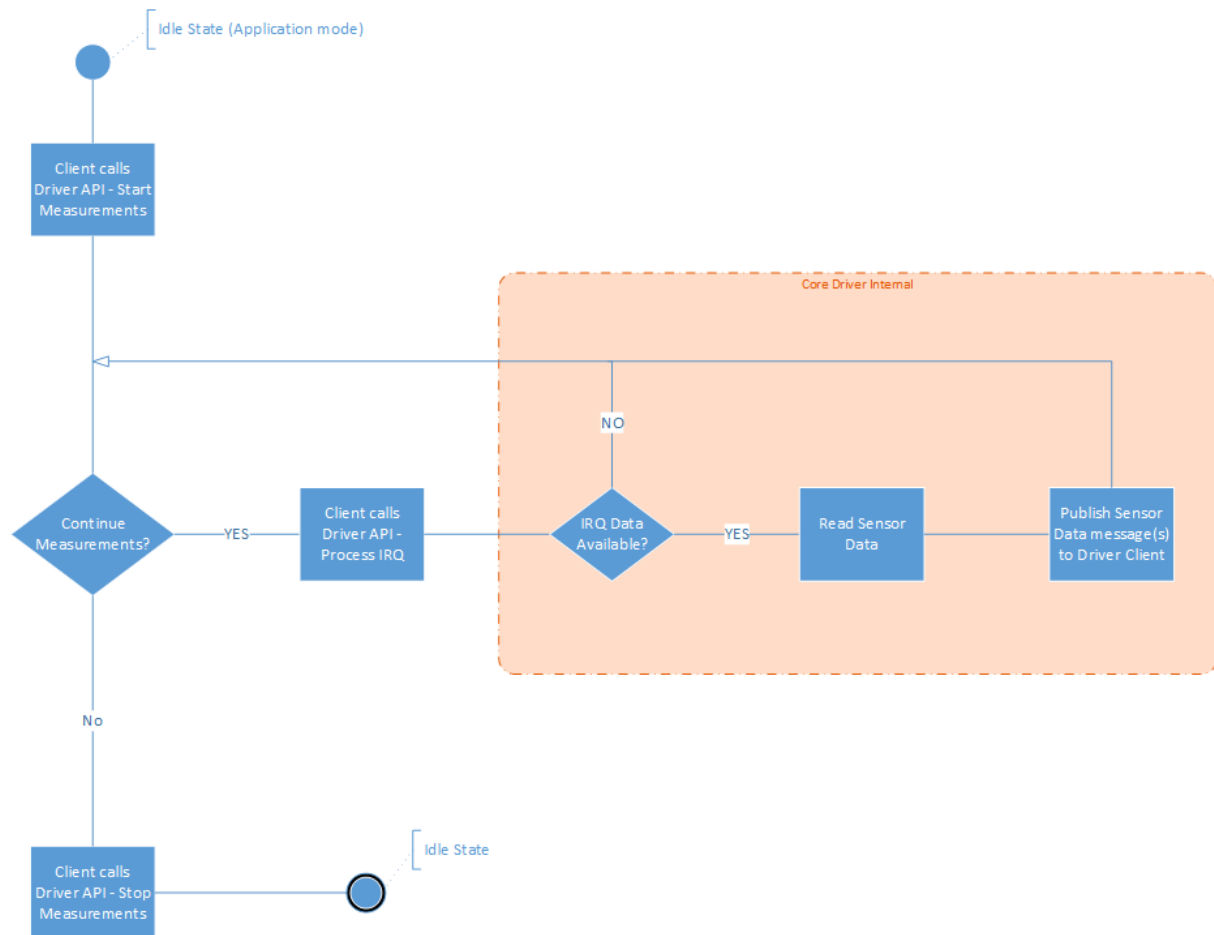 Idle State (Application mode)
Client calls
Driver API - Start
Measurements
Core Driver Internal
NO
Continue
Measurements?
YES
Client calls
Driver API -
Process IRQ
IRQ Data
Available?
YES
Read Sensor
Data
Publish Sensor
Data message(s)
to Driver Client
No
Idle State
Client calls
Driver API - Stop
Measurements